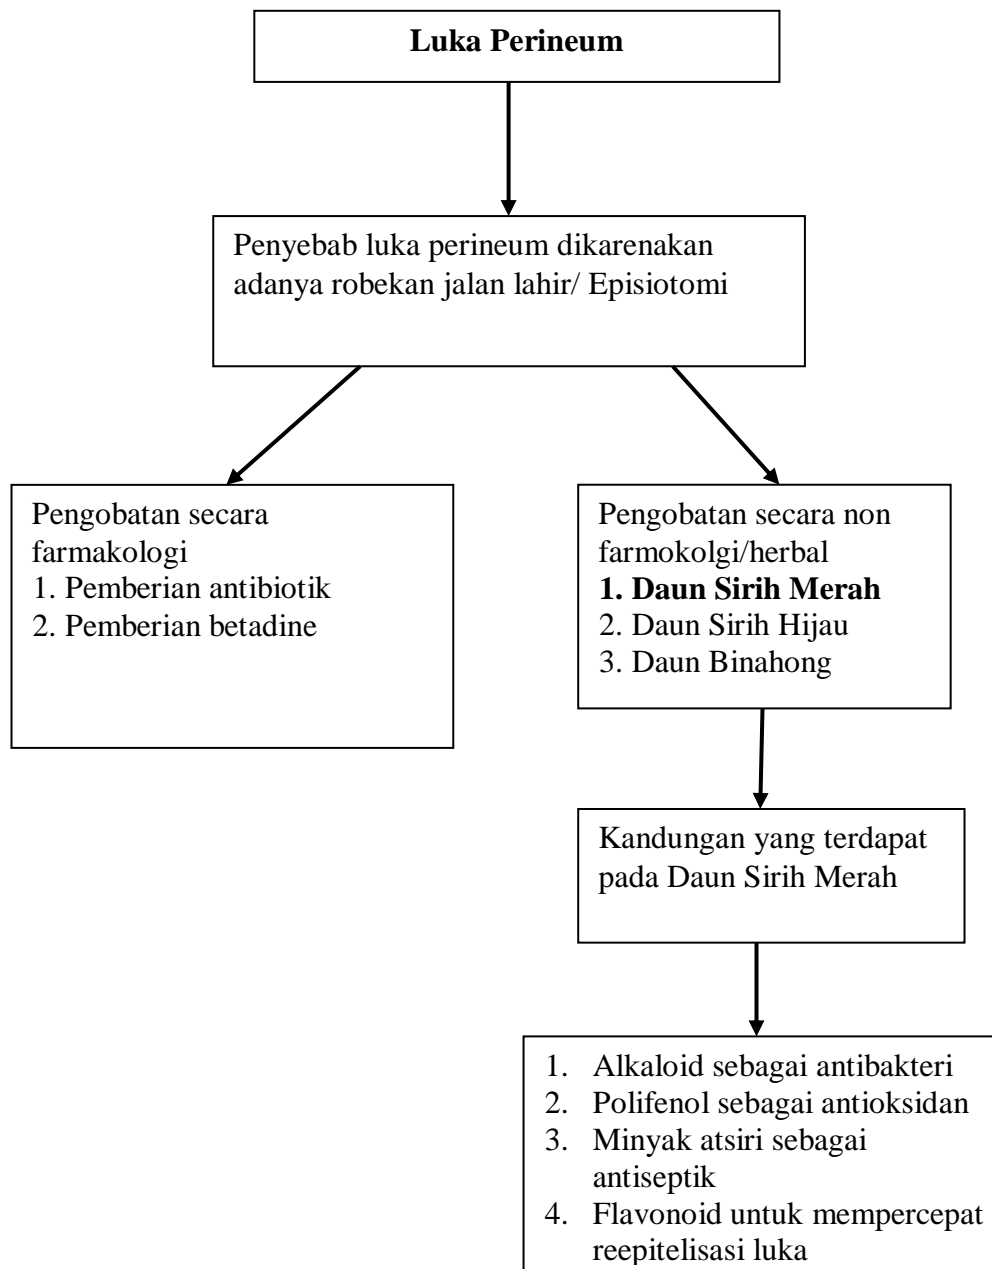 Luka Perineum
Penyebab luka perineum dikarenakan
adanya robekan jalan lahir/ Episiotomi
Pengobatan secara
farmakologi
1. Pemberian antibiotik
2. Pemberian betadine
Pengobatan secara non
farmokolgi/herbal
1. Daun Sirih Merah
2. Daun Sirih Hijau
3. Daun Binahong
Kandungan yang terdapat
pada Daun Sirih Merah
1. Alkaloid sebagai antibakteri
2. Polifenol sebagai antioksidan
3. Minyak atsiri sebagai
antiseptik
4. Flavonoid untuk mempercepat
reepitelisasi luka